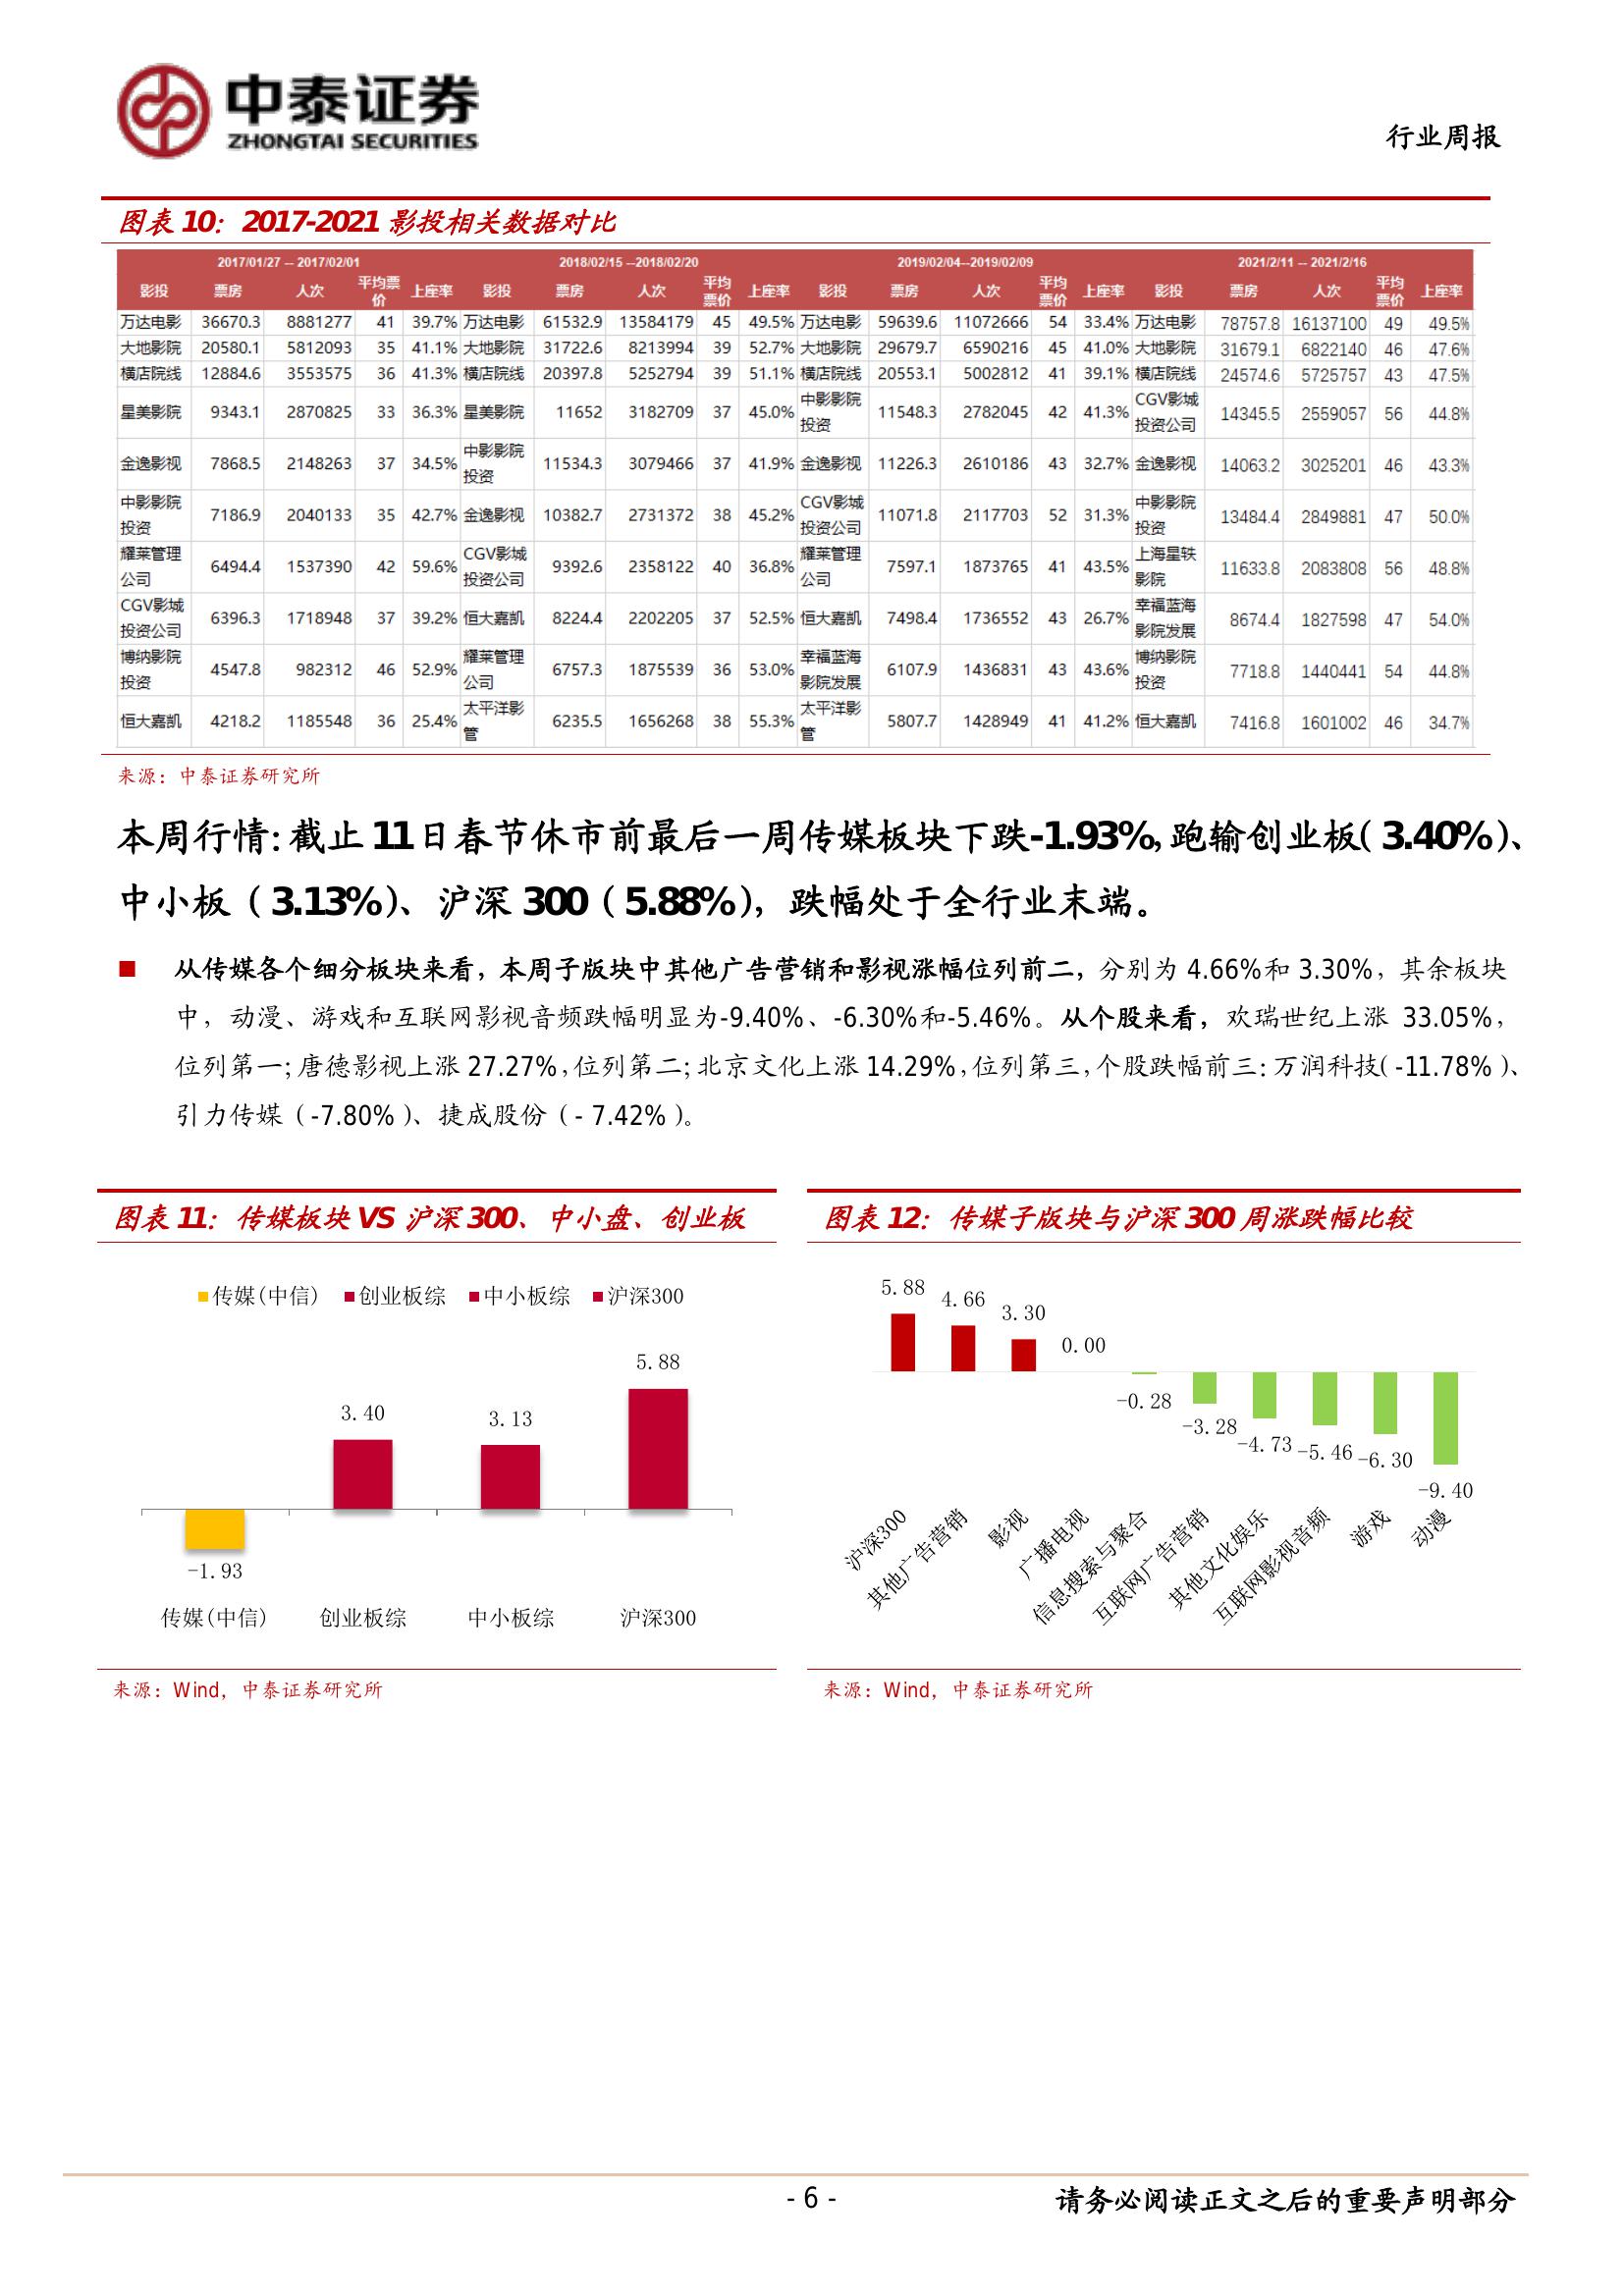 中泰证券
ZHONGTAI SECURITIES
行业周报
图表 10：2017-2021 影投相关数据对比
2017/01/27 -- 2017/02/01 2018/02/15 --2018/02/20 2019/02/04--2019/02/09 2021/2/11 -- 2021/2/16
影投 票房 人次 平均票价 上座率 影投 票房 人次 平均票价 上座率 影投 票房 人次 平均票价 上座率 影投 票房 人次 平均票价 上座率
万达电影 36670.3 8881277 41 39.7% 万达电影 61532.9 13584179 45 49.5% 万达电影 59639.6 11072666 54 33.4% 万达电影 78757.8 16137100 49 49.5%
大地影院 20580.1 5812093 35 41.1% 大地影院 31722.6 8213994 39 52.7% 大地影院 29679.7 6590216 45 41.0% 大地影院 31679.1 6822140 46 47.6%
横店院线 12884.6 3553575 36 41.3% 横店院线 20397.8 5252794 39 51.1% 横店院线 20553.1 5002812 41 39.1% 横店院线 24574.6 5725757 43 47.5%
星美影院 9343.1 2870825 33 36.3% 星美影院 11652 3182709 37 45.0% 中影影院投资 11548.3 2782045 42 41.3% CGV影城投资公司 14345.5 2559057 56 44.8%
金逸影视 7868.5 2148263 37 34.5% 中影影院投资 11534.3 3079466 37 41.9% 金逸影视 11226.3 2610186 43 32.7% 金逸影视 14063.2 3025201 46 43.3%
中影影院投资 7186.9 2040133 35 42.7% 金逸影视 10382.7 2731372 38 45.2% CGV影城投资公司 11071.8 2117703 52 31.3% 中影影院投资 13484.4 2849881 47 50.0%
耀莱管理公司 6494.4 1537390 42 59.6% CGV影城投资公司 9392.6 2358122 40 36.8% 耀莱管理公司 7597.1 1873765 41 43.5% 上海星轶影院 11633.8 2083808 56 48.8%
CGV影城投资公司 6396.3 1718948 37 39.2% 恒大嘉凯 8224.4 2202205 37 52.5% 恒大嘉凯 7498.4 1736552 43 26.7% 幸福蓝海影院发展 8674.4 1827598 47 54.0%
博纳影院投资 4547.8 982312 46 52.9% 耀莱管理公司 6757.3 1875539 36 53.0% 幸福蓝海影院发展 6107.9 1436831 43 43.6% 博纳影院投资 7718.8 1440441 54 44.8%
恒大嘉凯 4218.2 1185548 36 25.4% 太平洋影管 6235.5 1656268 38 55.3% 太平洋影管 5807.7 1428949 41 41.2% 恒大嘉凯 7416.8 1601002 46 34.7%
来源：中泰证券研究所
本周行情：截止 11 日春节休市前最后一周传媒板块下跌-1.93%，跑输创业板（3.40%）、
中小板（3.13%）、沪深 300（5.88%），跌幅处于全行业末端。
■ 从传媒各个细分板块来看，本周子版块中其他广告营销和影视涨幅位列前二，分别为 4.66%和 3.30%，其余板块
中，动漫、游戏和互联网影视音频跌幅明显为-9.40%、-6.30%和-5.46%。从个股来看，欢瑞世纪上涨 33.05%，
位列第一；唐德影视上涨 27.27%，位列第二；北京文化上涨 14.29%，位列第三，个股跌幅前三：万润科技（-11.78%）、
引力传媒（-7.80%）、捷成股份（- 7.42%）。
图表 11：传媒板块 VS 沪深 300、中小盘、创业板
传媒(中信) 创业板综 中小板综 沪深300
5.88
3.40
3.13
-1.93
传媒(中信) 创业板综 中小板综 沪深300
来源：Wind，中泰证券研究所
图表 12：传媒子版块与沪深 300 周涨跌幅比较
5.88 4.66 3.30 0.00 -0.28 -3.28 -4.73 -5.46 -6.30 -9.40
沪深300 其他广告营销 影视 广播电视 信息搜索与聚合 互联网广告营销 其他文化娱乐 互联网影视音频 游戏 动漫
来源：Wind，中泰证券研究所
- 6 -
请务必阅读正文之后的重要声明部分